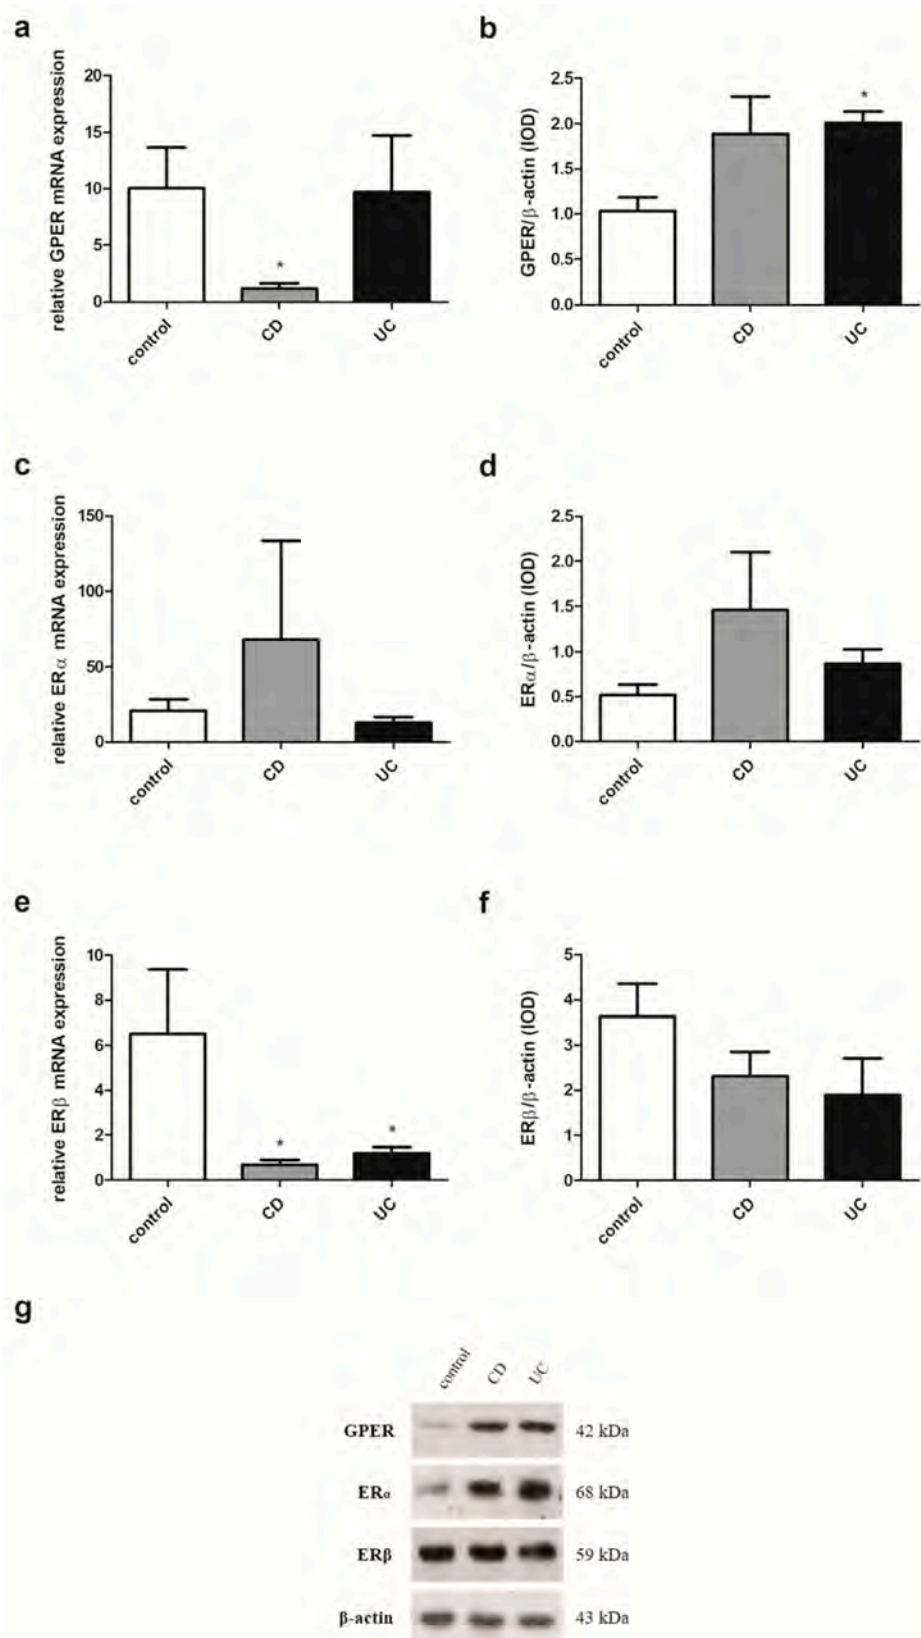 a
relative GPER mRNA expression
20
15
10
5
0
*
control
CD
UC
b
GPER/β-actin (IOD)
2.5
2.0
1.5
1.0
0.5
0.0
*
control
CD
UC
c
relative ERα mRNA expression
150
100
50
0
control
CD
UC
d
ERα/β-actin (IOD)
2.5
2.0
1.5
1.0
0.5
0.0
control
CD
UC
e
relative ERβ mRNA expression
10
8
6
4
2
0
*
*
control
CD
UC
f
ERβ/β-actin (IOD)
5
4
3
2
1
0
control
CD
UC
g
control CD UC
GPER 42 kDa
ERα 68 kDa
ERβ 59 kDa
β-actin 43 kDa